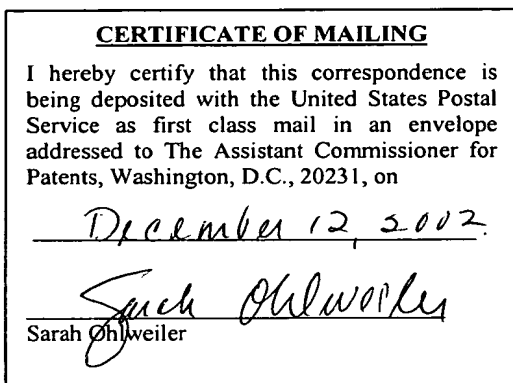 CERTIFICATE OF MAILING
I hereby certify that this correspondence is
being deposited with the United States Postal
Service as first class mail in an envelope
addressed to The Assistant Commissioner for
Patents, Washington, D.C., 20231, on
December 12, 2002.
Sarah Ohlweiler
Sarah Ohlweiler